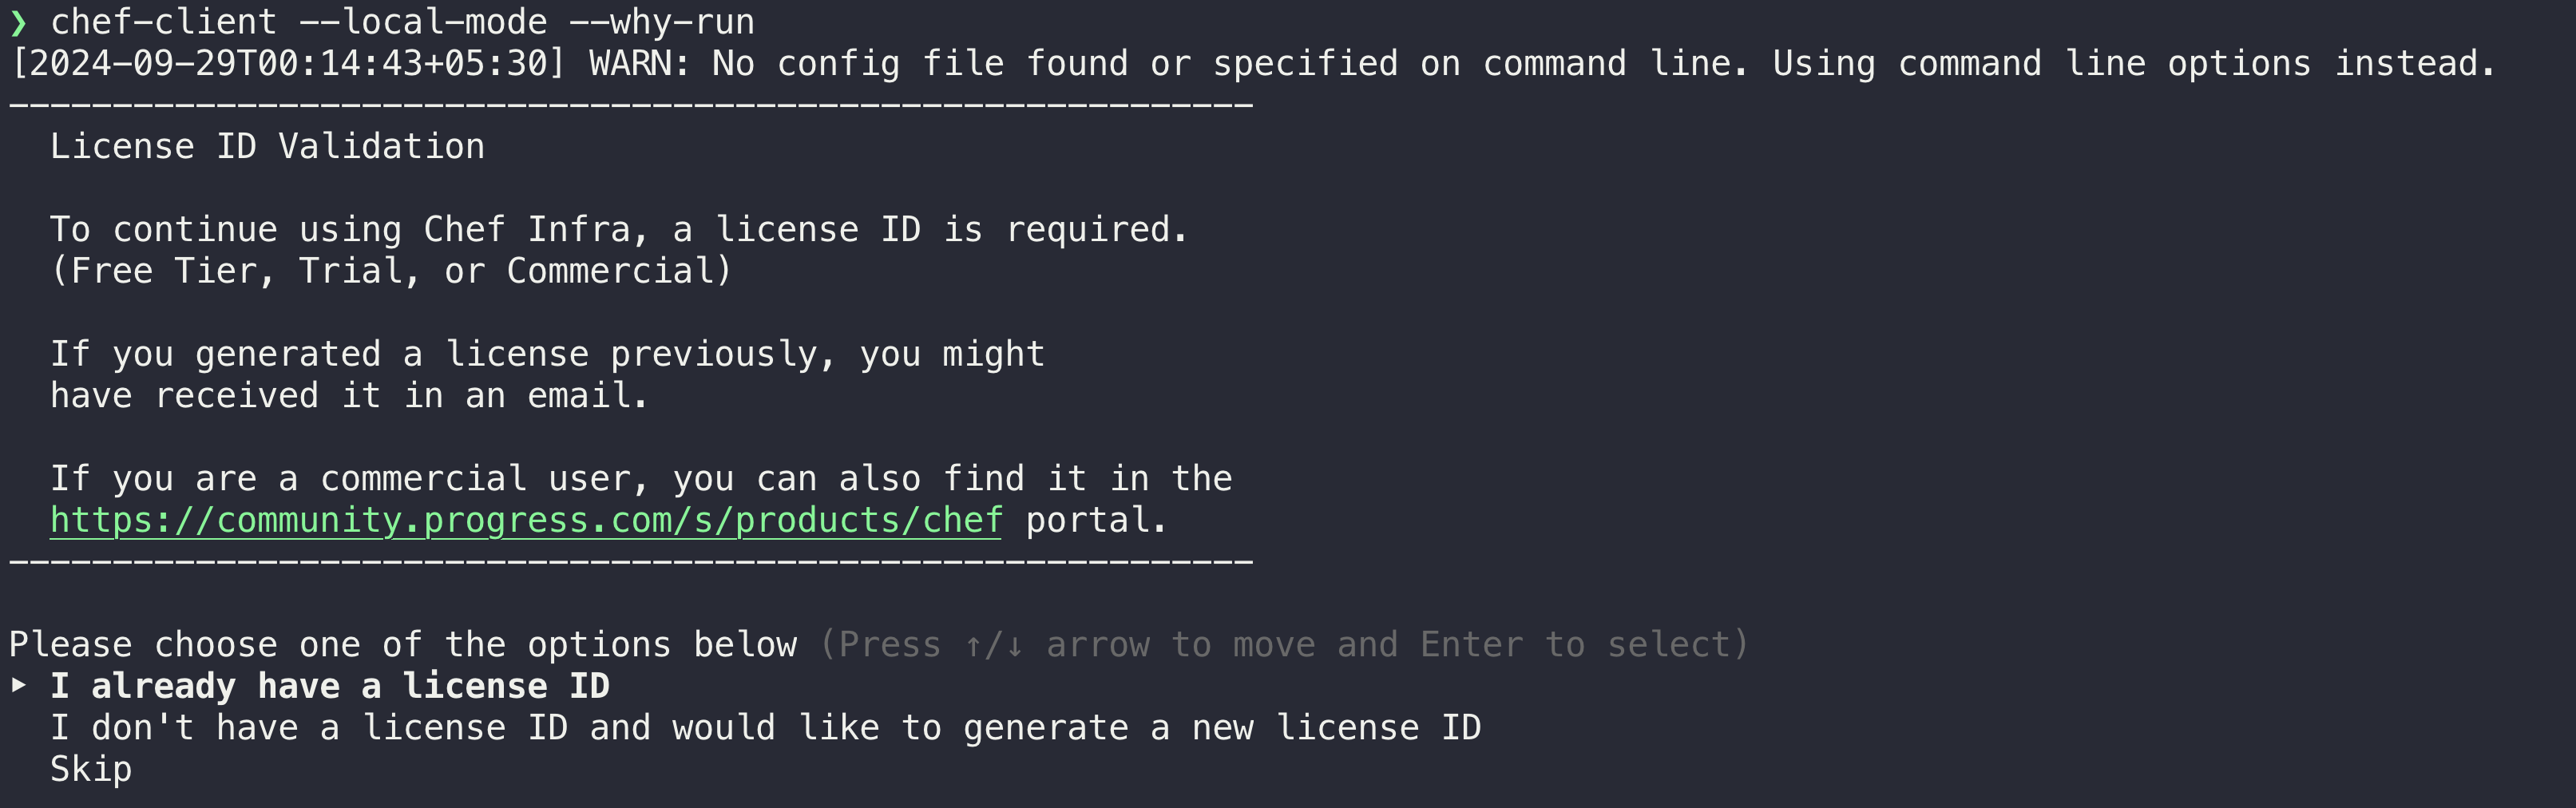 ❯ chef-client --local-mode --why-run
[2024-09-29T00:14:43+05:30] WARN: No config file found or specified on command line. Using command line options instead.
------------------------------------------------------------
License ID Validation
To continue using Chef Infra, a license ID is required.
(Free Tier, Trial, or Commercial)
If you generated a license previously, you might
have received it in an email.
If you are a commercial user, you can also find it in the
https://community.progress.com/s/products/chef portal.
------------------------------------------------------------
Please choose one of the options below (Press ↑/↓ arrow to move and Enter to select)
‣ I already have a license ID
I don't have a license ID and would like to generate a new license ID
Skip